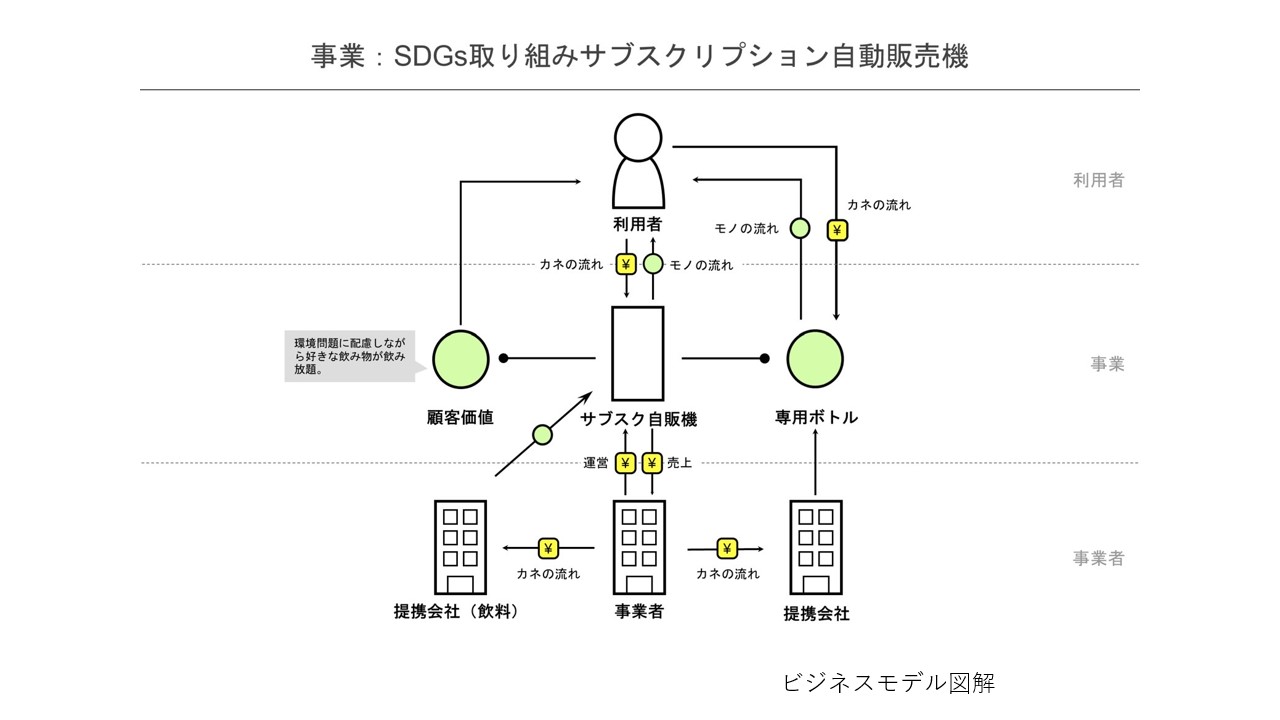 事業：SDGs取り組みサブスクリプション自動販売機
利用者
利用者
カネの流れ
モノの流れ
カネの流れ
¥
¥
モノの流れ
環境問題に配慮しなが
ら好きな飲み物が飲み
放題。
事業
顧客価値
サブスク自販機
専用ボトル
運営
¥
¥
売上
¥
カネの流れ
¥
カネの流れ
事業者
提携会社（飲料）
事業者
提携会社
ビジネスモデル図解